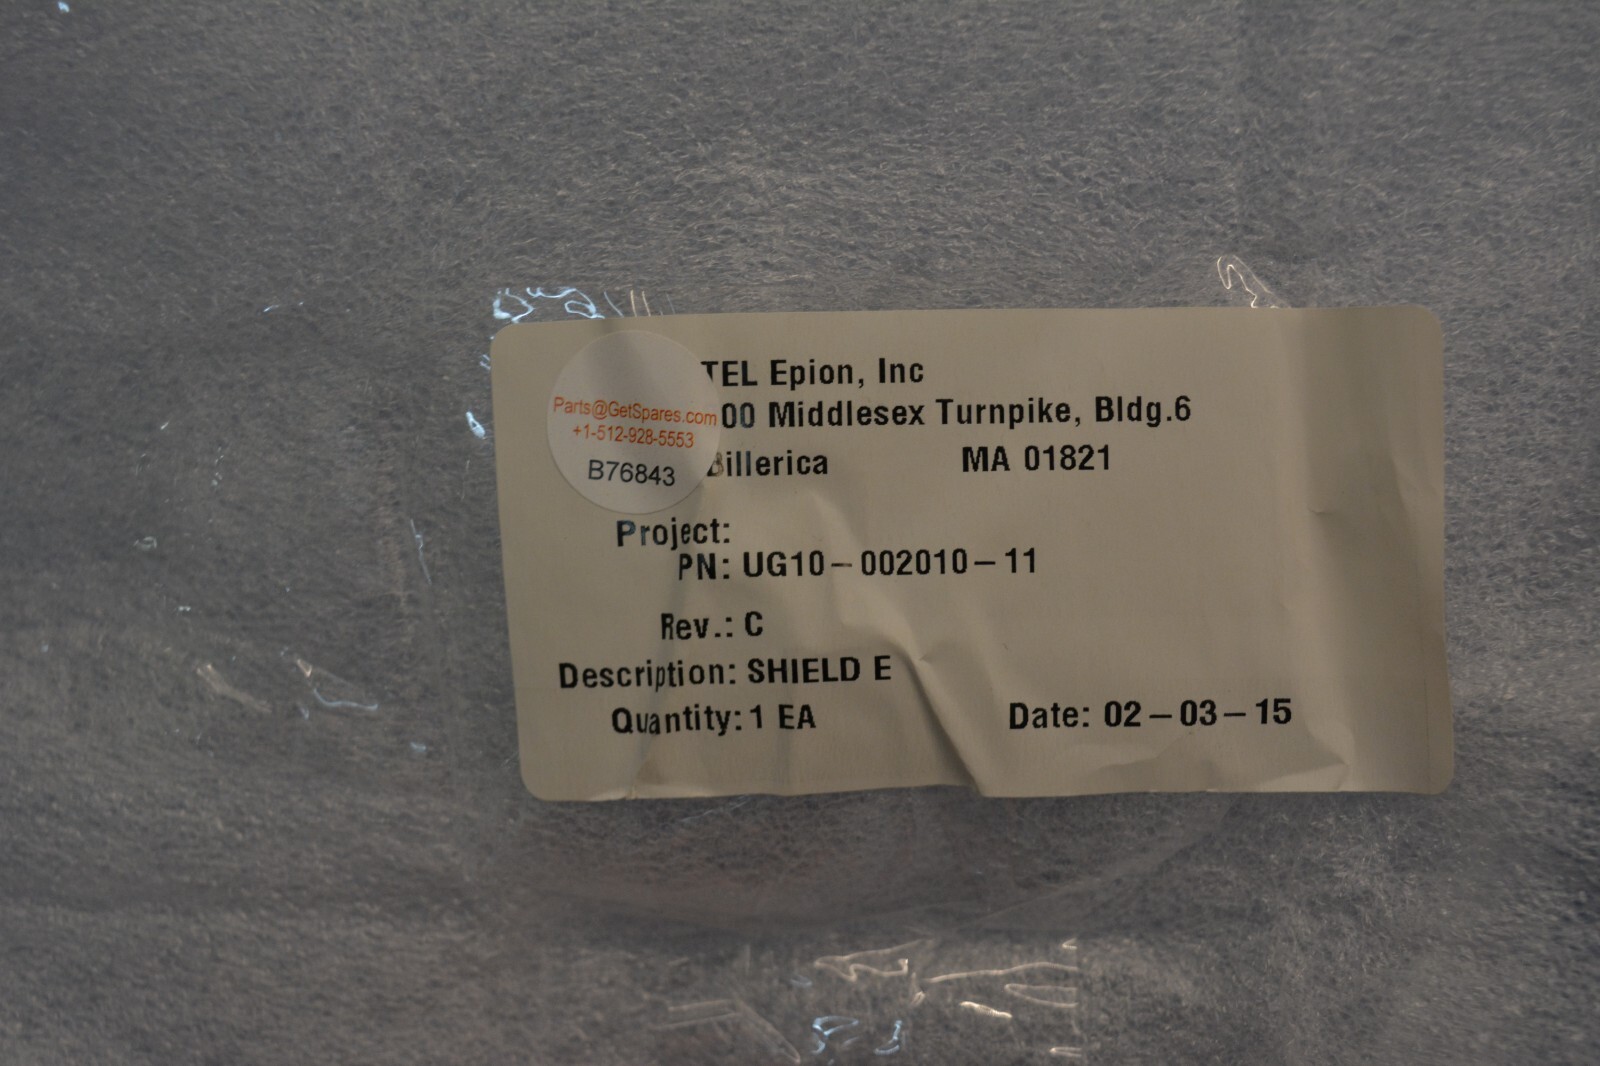 TEL Epion, Inc
00 Middlesex Turnpike, Bldg.6
Billerica MA 01821
Parts@GetSpares.com
+1-512-928-5553
B76843
Project:
PN: UG10-002010-11
Rev.: C
Description: SHIELD E
Quantity: 1 EA Date: 02-03-15